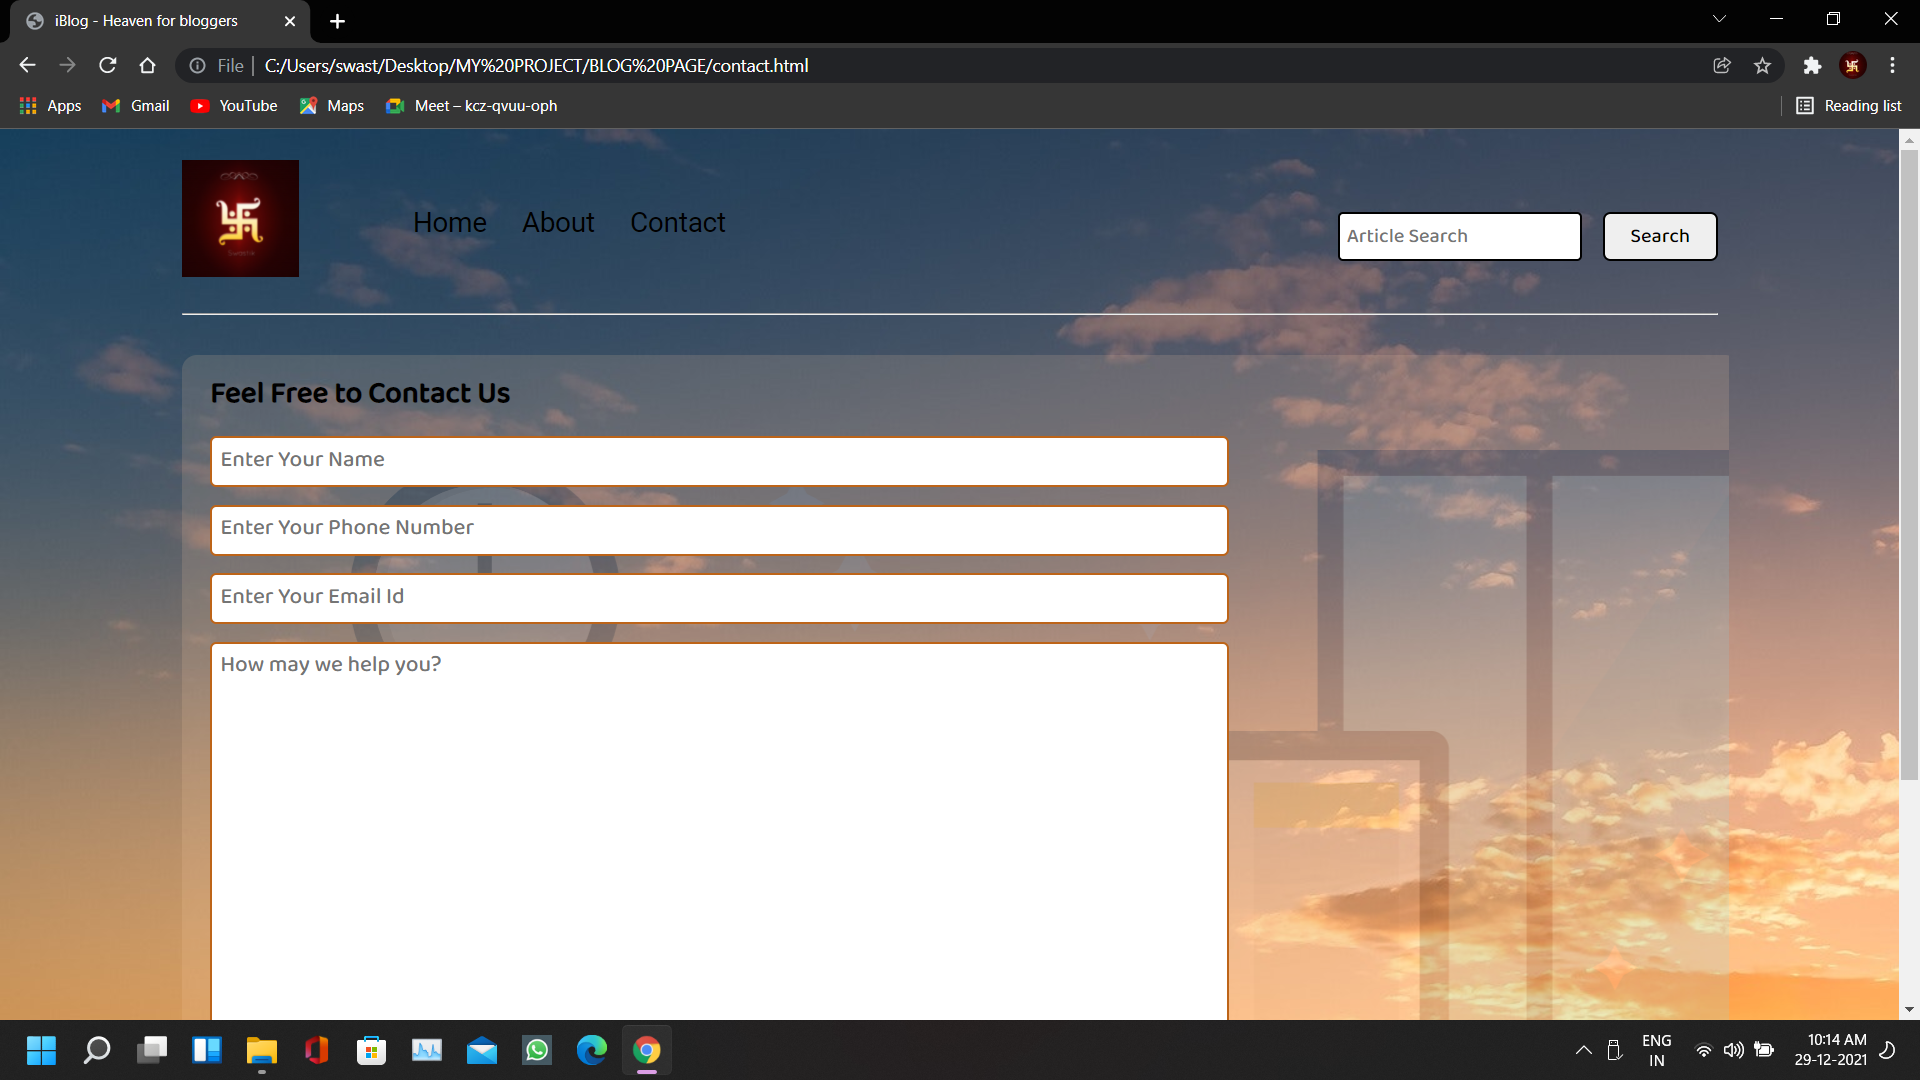 iBlog - Heaven for bloggers
File | C:/Users/swast/Desktop/MY%20PROJECT/BLOG%20PAGE/contact.html
Apps Gmail YouTube Maps Meet – kcz-qvuu-oph Reading list
Home About Contact Article Search Search
Feel Free to Contact Us
Enter Your Name
Enter Your Phone Number
Enter Your Email Id
How may we help you?
ENG 10:14 AM
IN 29-12-2021